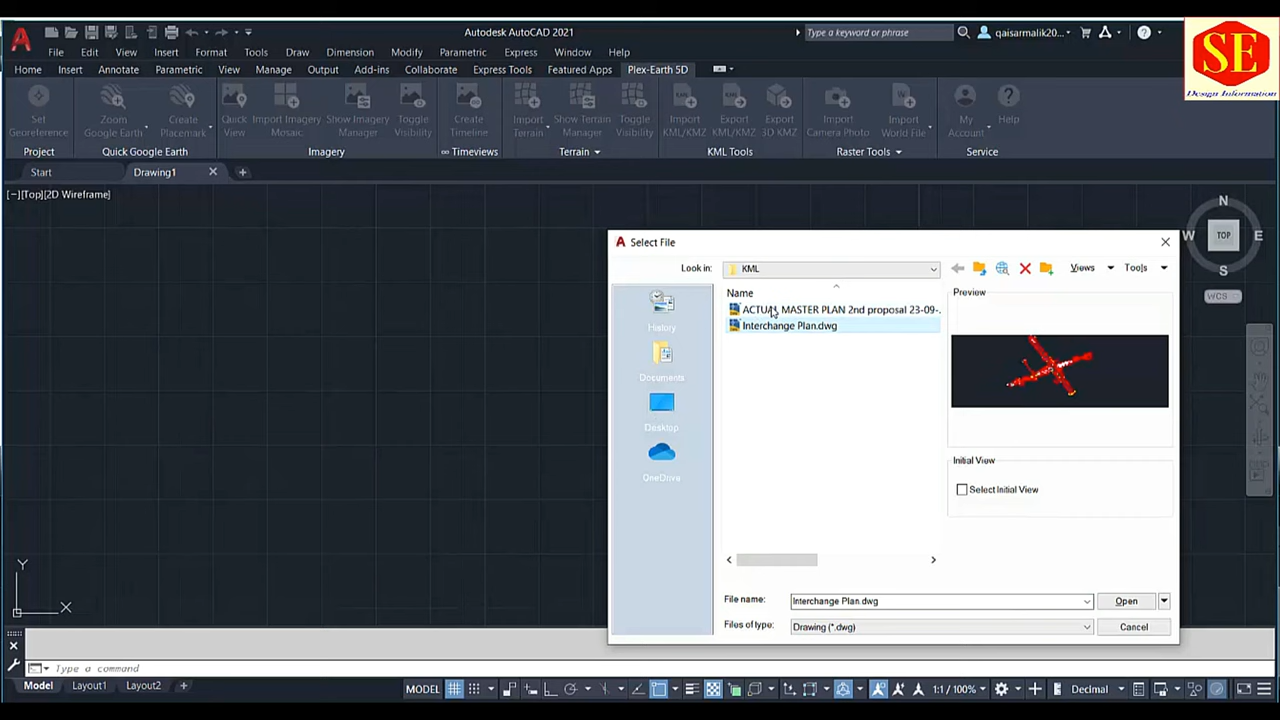 Autodesk AutoCAD 2021
Type a keyword or phrase
qaisarmalik20...
SE
Design Information
File Edit View Insert Format Tools Draw Dimension Modify Parametric Express Window Help
Home Insert Annotate Parametric View Manage Output Add-ins Collaborate Express Tools Featured Apps Plex-Earth 5D
Set Georeference
Zoom Google Earth
Create Placemark
Quick View
Import Imagery Mosaic
Show Imagery Manager
Toggle Visibility
Create Timeline
Import Terrain
Show Terrain Manager
Toggle Visibility
Import KML/KMZ
Export KML/KMZ
Export 3D KMZ
Import Camera Photo
Import World File
My Account
Help
Project Quick Google Earth Imagery Timeviews Terrain KML Tools Raster Tools Service
Start Drawing1
[−][Top][2D Wireframe]
N
W TOP E
S
WCS
Select File
Look in: KML Views Tools
Name
ACTUAL MASTER PLAN 2nd proposal 23-09-.
Interchange Plan.dwg
History
Documents
Desktop
OneDrive
Preview
Initial View
Select Initial View
File name: Interchange Plan.dwg Open
Files of type: Drawing (*.dwg) Cancel
Y
X
Type a command
Model Layout1 Layout2 MODEL 1:1 / 100% Decimal